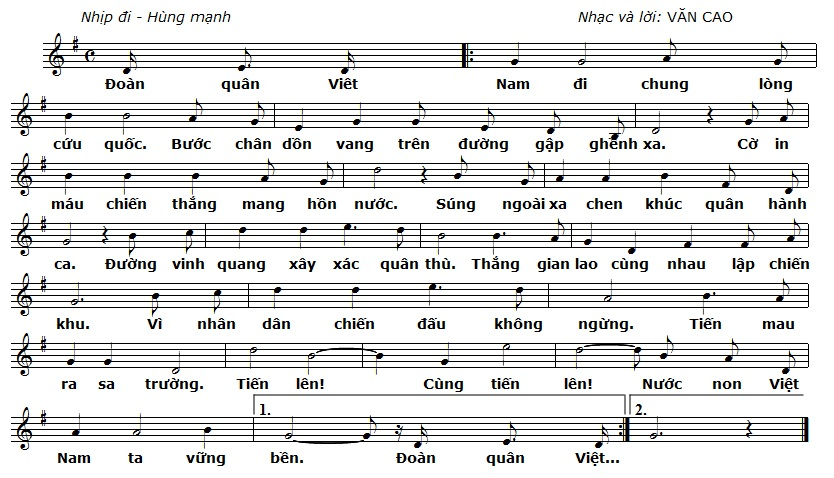 Nhịp đi - Hùng mạnh Nhạc và lời: VĂN CAO
Đoàn quân Viêt Nam đi chung lòng
cứu quốc. Bước chân dồn vang trên đường gập ghềnh xa. Cờ in
máu chiến thắng mang hồn nước. Súng ngoài xa chen khúc quân hành
ca. Đường vinh quang xây xác quân thù. Thắng gian lao cùng nhau lập chiến
khu. Vì nhân dân chiến đấu không ngừng. Tiến mau
ra sa trường. Tiến lên! Cùng tiến lên! Nước non Việt
1. 2.
Nam ta vững bền. Đoàn quân Việt...